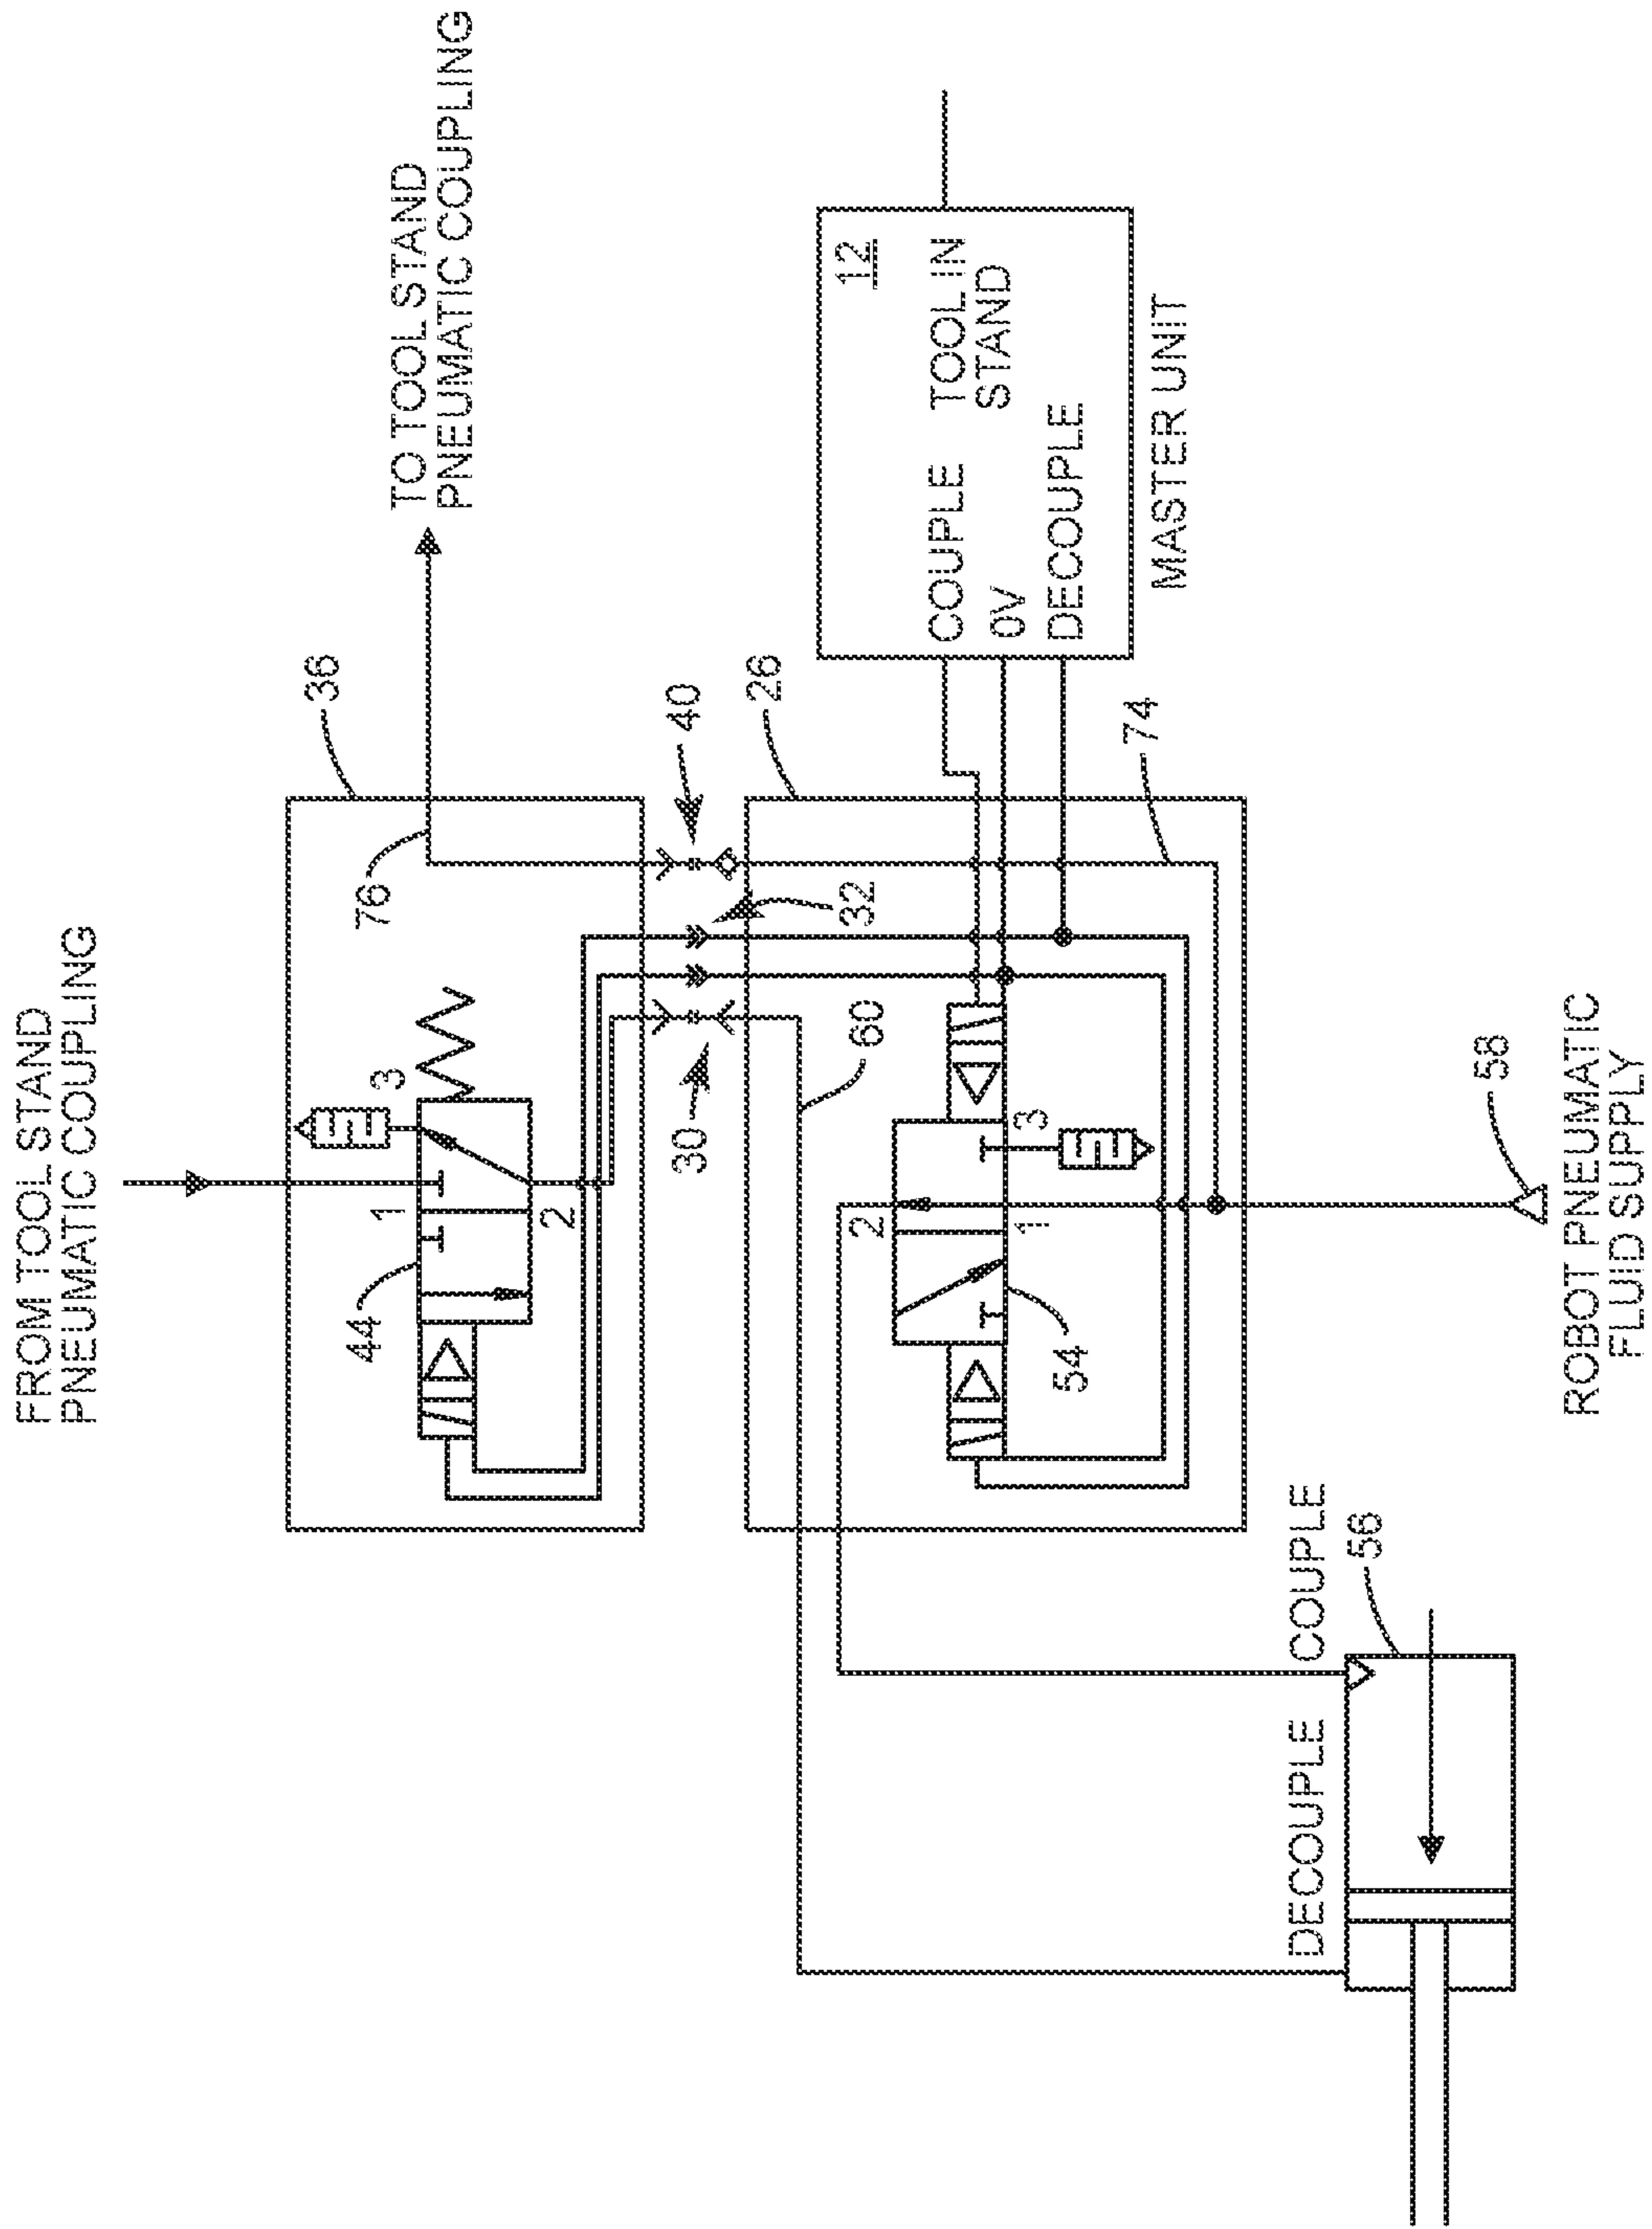 FROM TOOL STAND
PNEUMATIC COUPLING
TO TOOL STAND
PNEUMATIC COUPLING
36
76
44
1
2
3
30
32
40
26
60
54
2
1
3
74
12
COUPLE
TOOL IN
STAND
0V
DECOUPLE
MASTER UNIT
DECOUPLE
COUPLE
56
58
ROBOT PNEUMATIC
FLUID SUPPLY